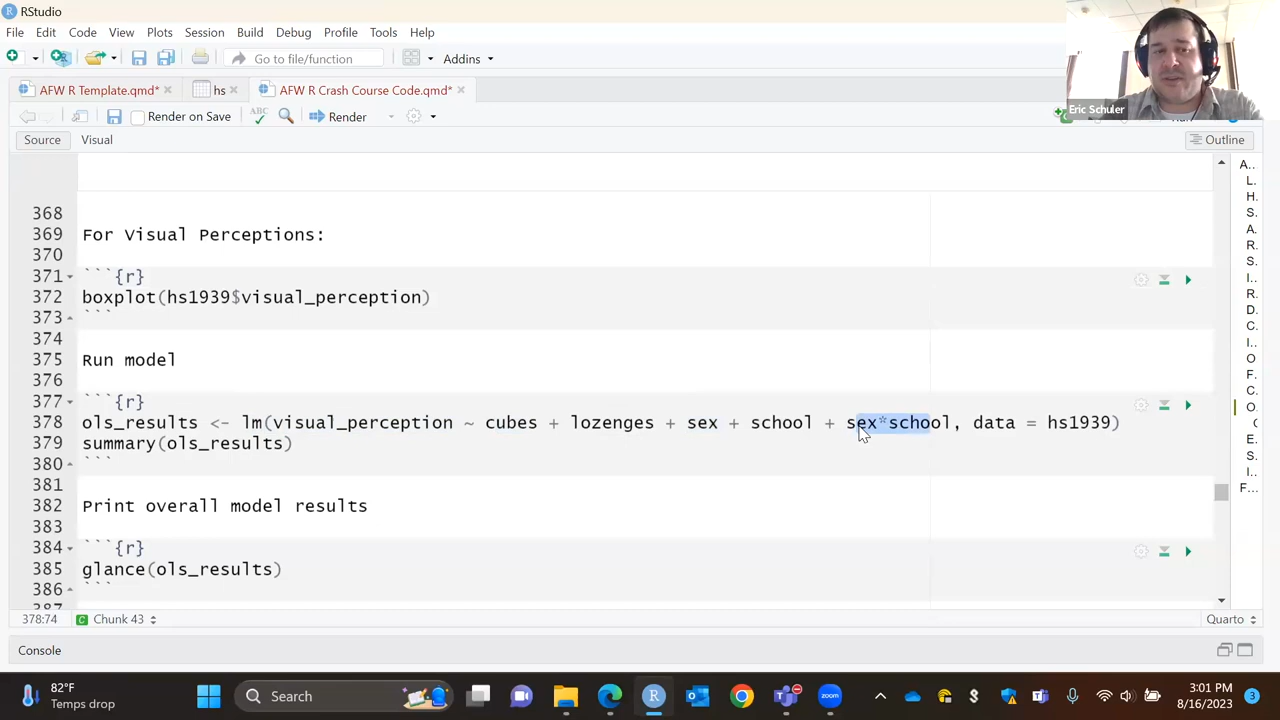 RStudio
File Edit Code View Plots Session Build Debug Profile Tools Help
Go to file/function Addins
AFW R Template.qmd* hs AFW R Crash Course Code.qmd*
Eric Schuler
Render on Save ABC Render
Source Visual Outline
368
369 For Visual Perceptions:
370
371 ```{r}
372 boxplot(hs1939$visual_perception)
373 ```
374
375 Run model
376
377 ```{r}
378 ols_results <- lm(visual_perception ~ cubes + lozenges + sex + school + sex*school, data = hs1939)
379 summary(ols_results)
380 ```
381
382 Print overall model results
383
384 ```{r}
385 glance(ols_results)
386 ```
387
A..
L.
H.
S.
A.
R.
S.
I..
R.
D.
C.
I..
O
F.
C.
O.
C
E.
S.
I..
F...
378:74 Chunk 43 Quarto
Console
82°F
Temps drop
Search
zoom
3:01 PM
8/16/2023
3